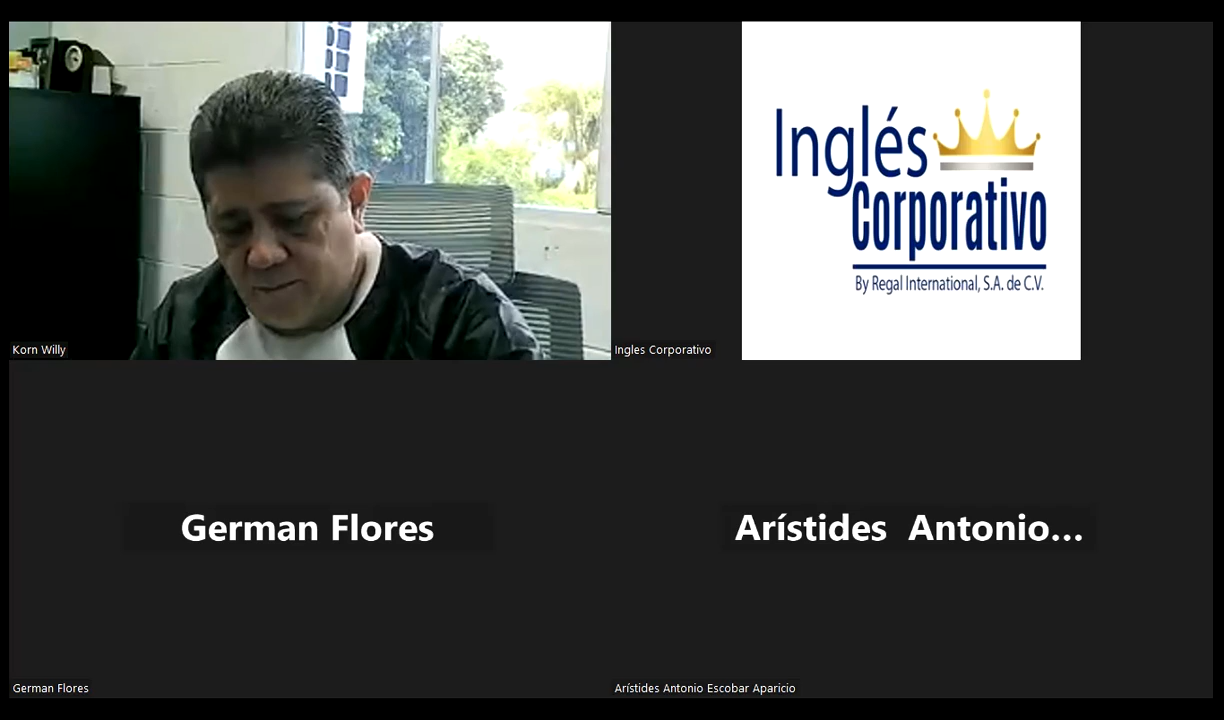 Inglés
Corporativo
By Regal International, S.A. de C.V.
Korn Willy
Ingles Corporativo
German Flores
Arístides Antonio...
German Flores
Arístides Antonio Escobar Aparicio